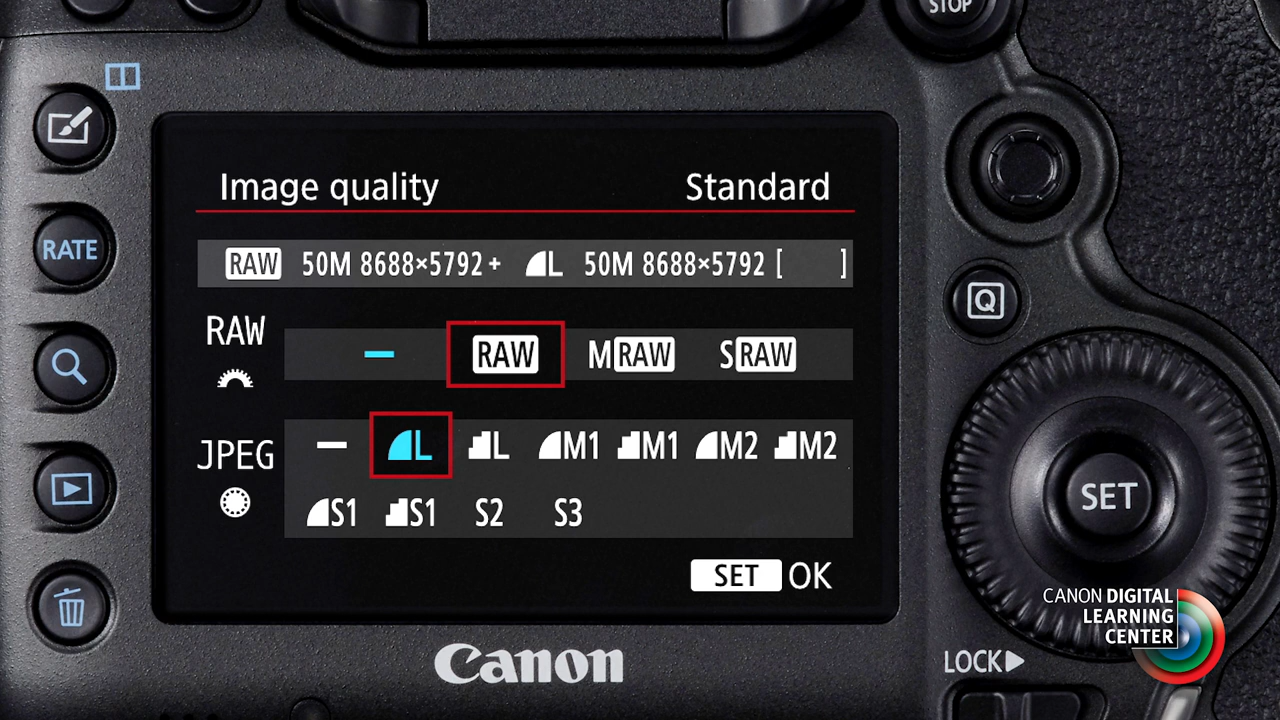 STOP
RATE
Image quality Standard
RAW 50M 8688×5792+ L 50M 8688×5792 [ ]
RAW
RAW MRAW SRAW
JPEG
L L M1 M1 M2 M2
S1 S1 S2 S3
SET OK
Q
SET
LOCK
Canon
CANON DIGITAL
LEARNING
CENTER